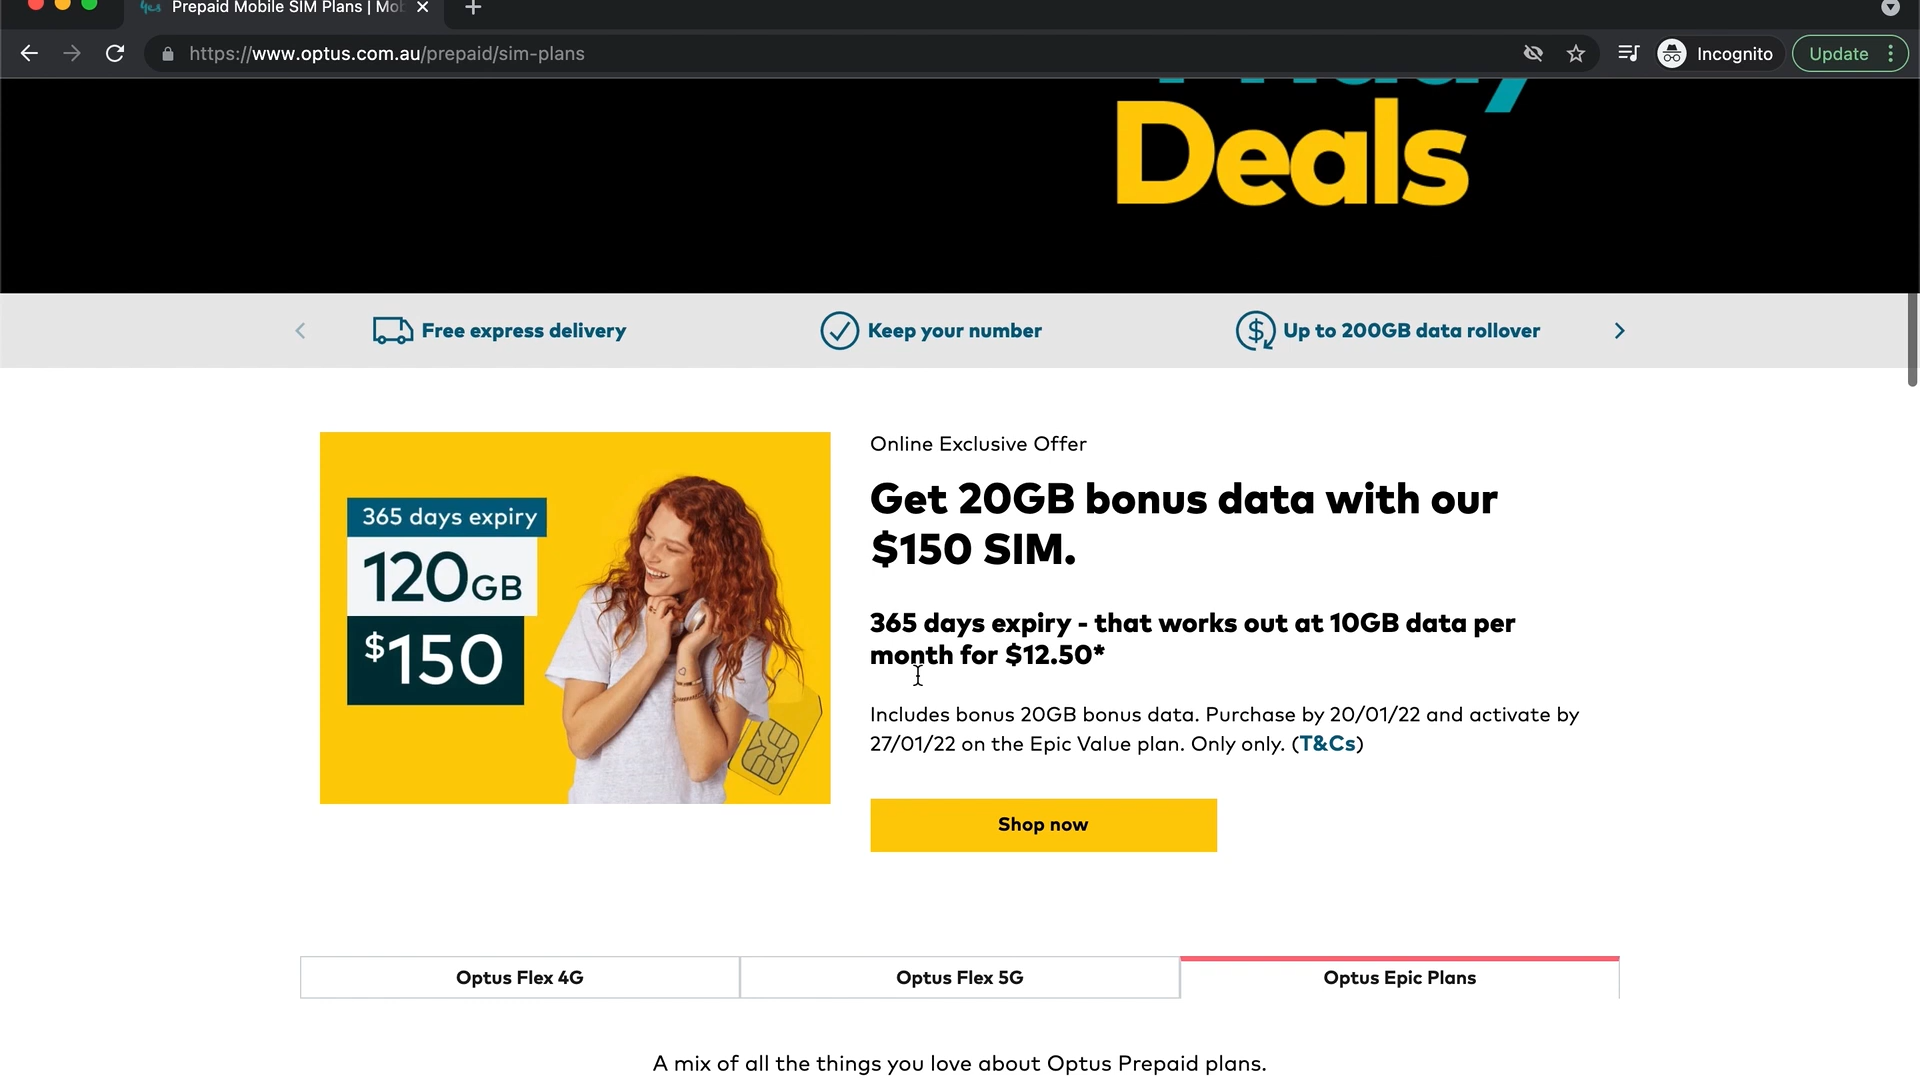 Prepaid Mobile SIM Plans | Mob
https://www.optus.com.au/prepaid/sim-plans
Incognito
Update
Deals
Free express delivery
Keep your number
Up to 200GB data rollover
365 days expiry
120GB
$150
Online Exclusive Offer
Get 20GB bonus data with our
$150 SIM.
365 days expiry - that works out at 10GB data per
month for $12.50*
Includes bonus 20GB bonus data. Purchase by 20/01/22 and activate by
27/01/22 on the Epic Value plan. Only only. (T&Cs)
Shop now
Optus Flex 4G
Optus Flex 5G
Optus Epic Plans
A mix of all the things you love about Optus Prepaid plans.